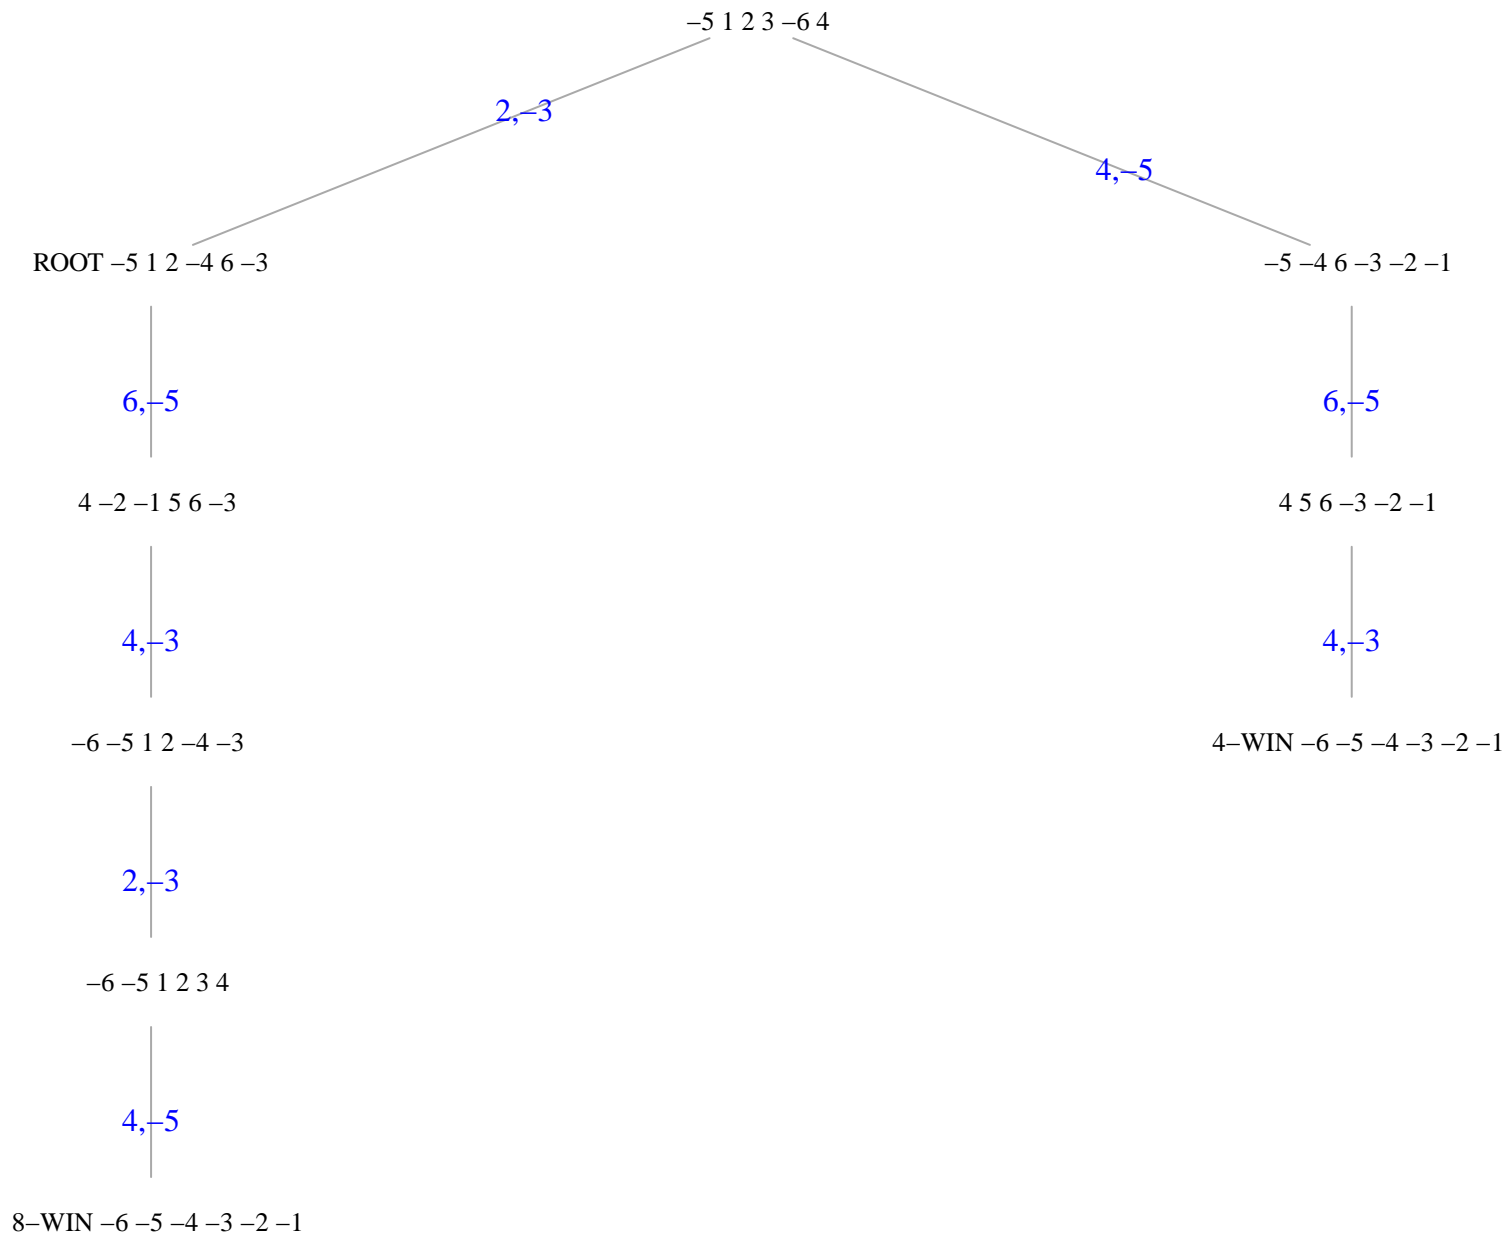 –5 1 2 3 –6 4
2,–3
4,–5
ROOT –5 1 2 –4 6 –3
–5 –4 6 –3 –2 –1
6,–5
6,–5
4 –2 –1 5 6 –3
4 5 6 –3 –2 –1
4,–3
4,–3
–6 –5 1 2 –4 –3
4–WIN –6 –5 –4 –3 –2 –1
2,–3
–6 –5 1 2 3 4
4,–5
8–WIN –6 –5 –4 –3 –2 –1